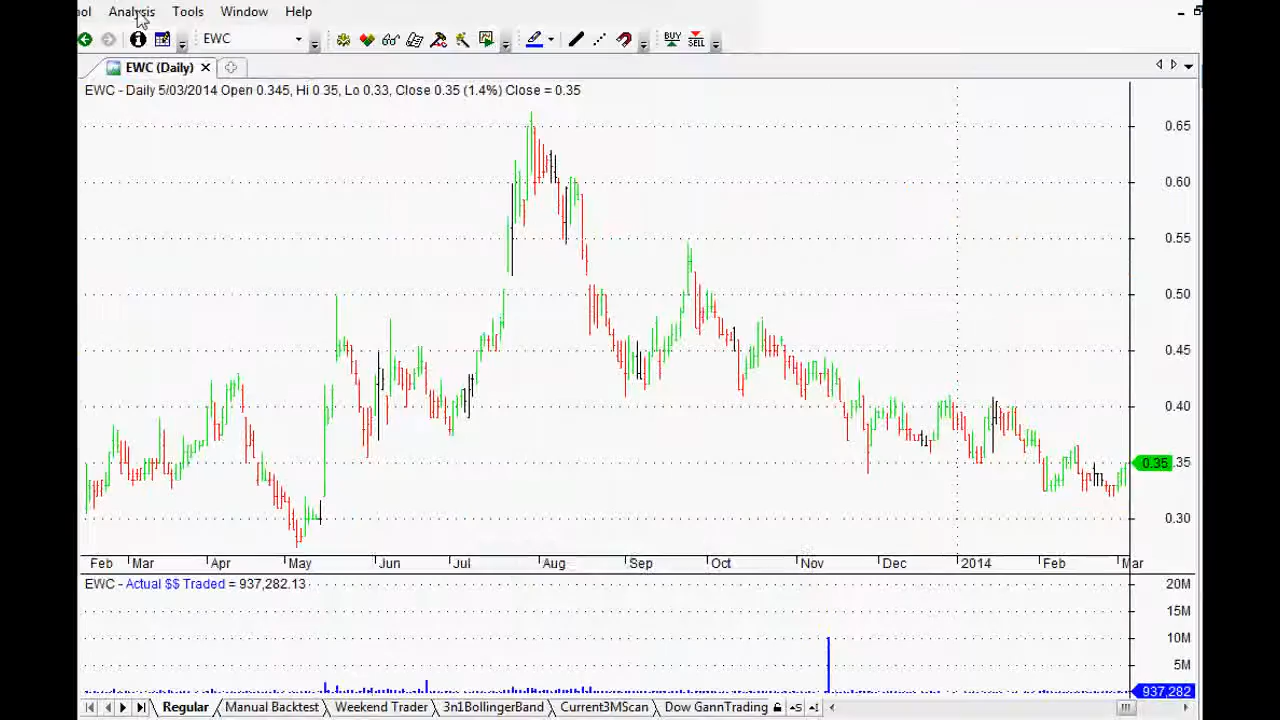 ol Analysis Tools Window Help
EWC BUY SELL
EWC (Daily)
EWC - Daily 5/03/2014 Open 0.345, Hi 0.35, Lo 0.33, Close 0.35 (1.4%) Close = 0.35
0.65
0.60
0.55
0.50
0.45
0.40
0.35 .35
0.30
Feb Mar Apr May Jun Jul Aug Sep Oct Nov Dec 2014 Feb Mar
EWC - Actual $$ Traded = 937,282.13
20M
15M
10M
5M
937,282
Regular Manual Backtest Weekend Trader 3n1BollingerBand Current3MScan Dow GannTrading